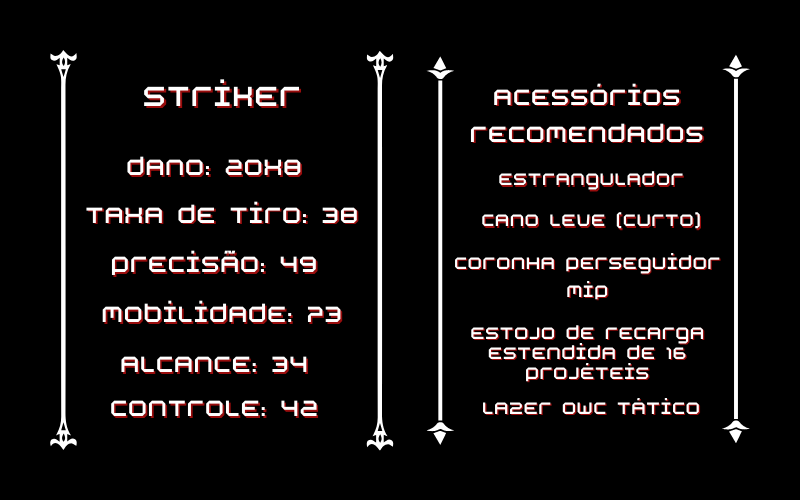 STRIKER
DANO: 20X8
TAXA DE TIRO: 38
PRECISÃO: 49
MOBILIDADE: 73
ALCANCE: 34
CONTROLE: 42
ACESSÓRIOS
RECOMENDADOS
ESTRANGULADOR
CANO LEVE (CURTO)
CORONHA PERSEGUIDOR
MIP
ESTOJO DE RECARGA
ESTENDIDA DE 16
PROJÉTEIS
LAZER OWC TÁTICO